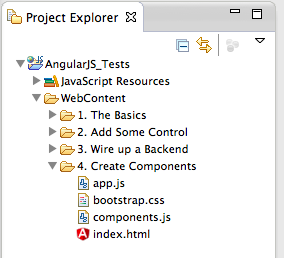 Project Explorer
AngularJS_Tests
JavaScript Resources
WebContent
1. The Basics
2. Add Some Control
3. Wire up a Backend
4. Create Components
app.js
bootstrap.css
components.js
index.html